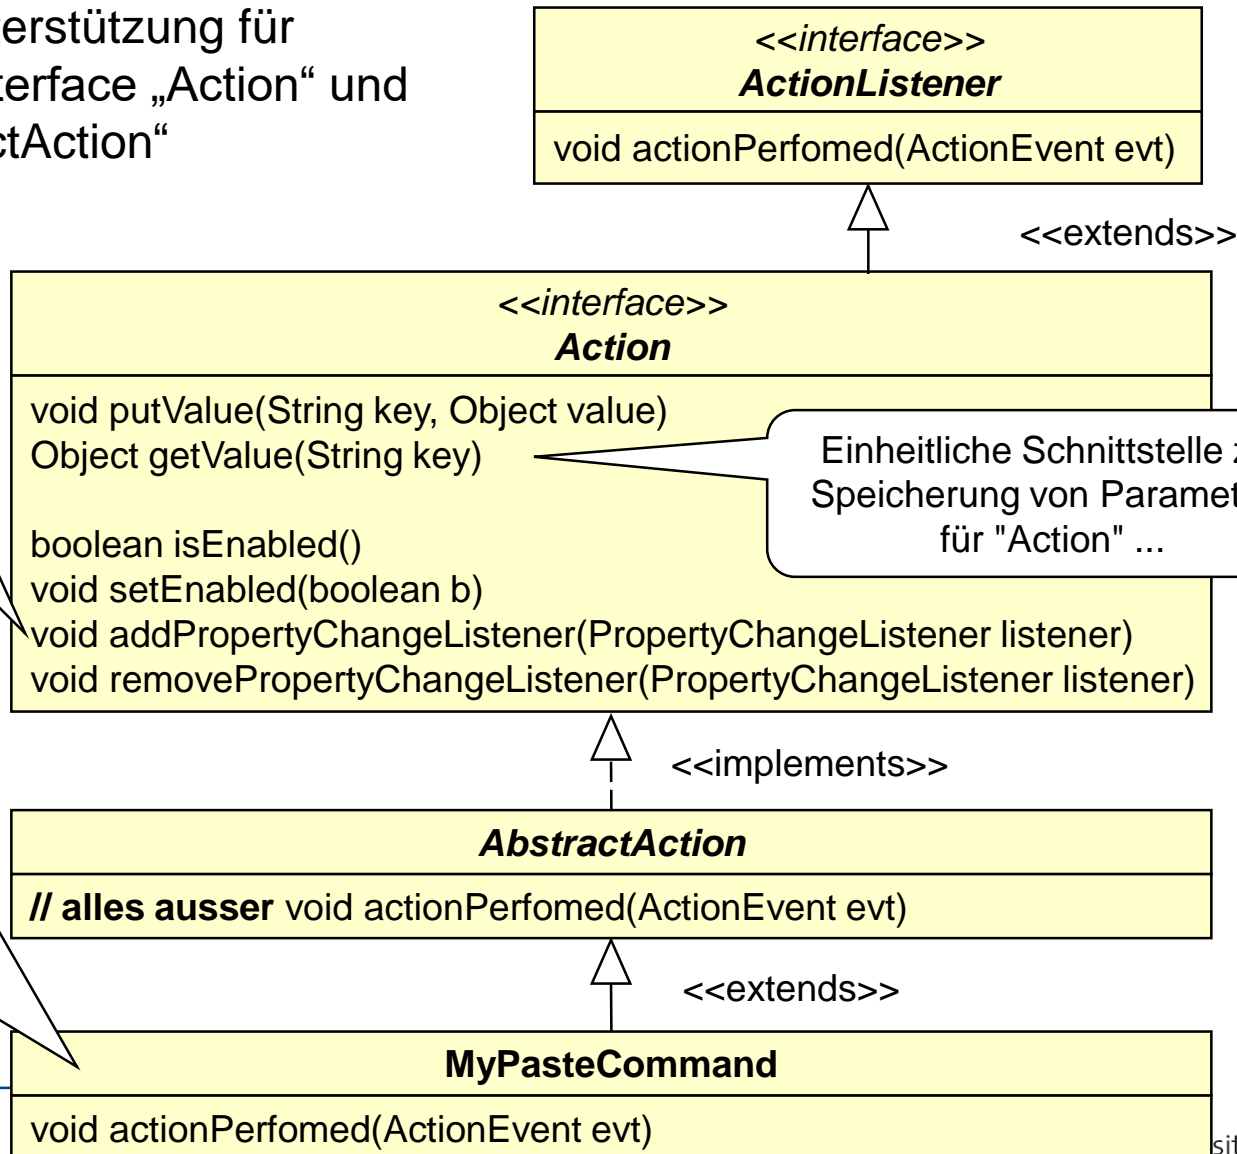 terstützung für
terface „Action“ und
ctAction“
<<interface>>
ActionListener
void actionPerfomed(ActionEvent evt)
<<extends>>
<<interface>>
Action
void putValue(String key, Object value)
Object getValue(String key)
Einheitliche Schnittstelle z
Speicherung von Paramet
für "Action" ...
boolean isEnabled()
void setEnabled(boolean b)
void addPropertyChangeListener(PropertyChangeListener listener)
void removePropertyChangeListener(PropertyChangeListener listener)
<<implements>>
AbstractAction
// alles ausser void actionPerfomed(ActionEvent evt)
<<extends>>
MyPasteCommand
void actionPerfomed(ActionEvent evt)
sit